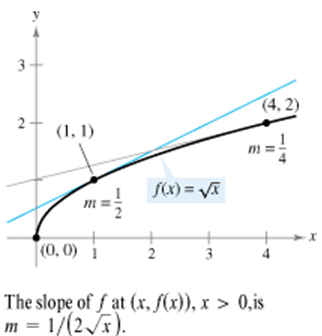 y
3
2
(1, 1)
(4, 2)
m = 1/4
m = 1/2
f(x) = √x
x
(0, 0)
1
2
3
4
The slope of f at (x, f(x)), x > 0,is
m = 1/(2√x).